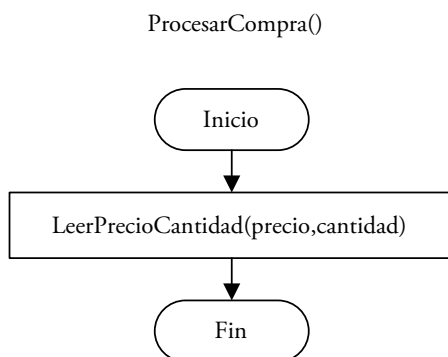 ProcesarCompra()
Inicio
LeerPrecioCantidad(precio,cantidad)
Fin